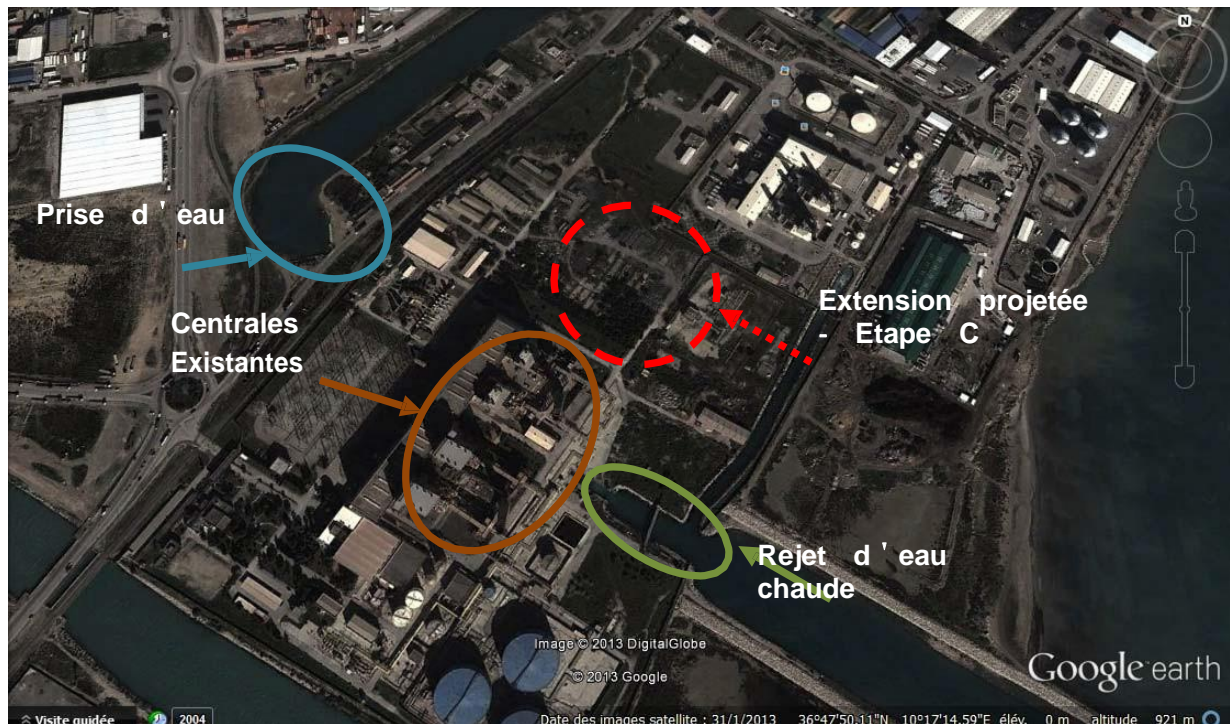 N
Prise d'eau
Centrales
Existantes
Extension projetée
- Etape C
Rejet d'eau
chaude
Image © 2013 DigitalGlobe
© 2013 Google
Google earth
Visite guidée
2004
Date des images satellite : 31/1/2013 36°47'50.11"N 10°17'14.59"E élév. 0 m altitude 921 m